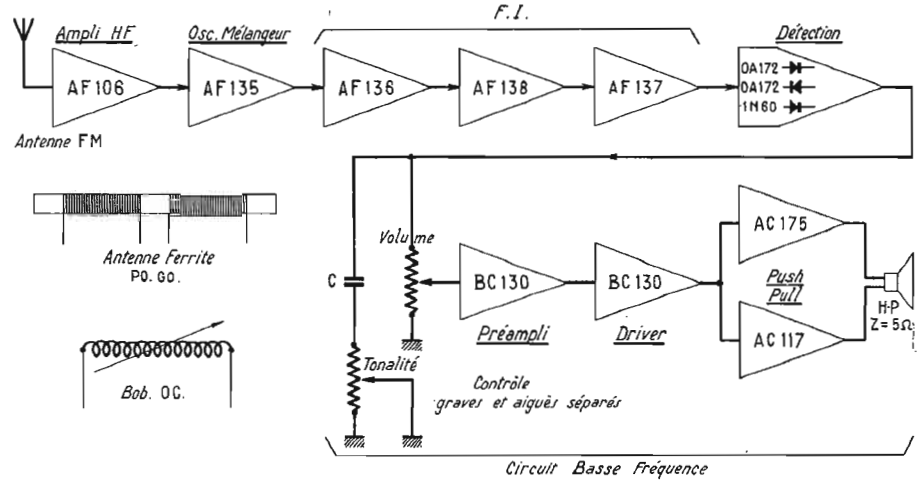 F.I.
Ampli HF
Osc. Mélangeur
Détection
AF106
AF135
AF136
AF138
AF137
0A172
0A172
1N60
Antenne FM
Antenne Ferrite
PO. GO.
Bob. OC.
Volume
C
Tonalité
BC130
BC130
AC175
AC117
Préampli
Driver
Push
Pull
H-P
Z=5Ω
Contrôle
graves et aiguës séparés
Circuit Basse Fréquence